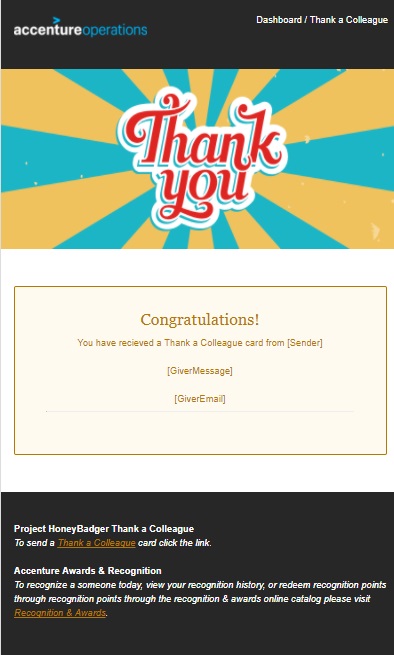 accentureoperations
Dashboard / Thank a Colleague
Thank
you
Congratulations!
You have recieved a Thank a Colleague card from [Sender]
[GiverMessage]
[GiverEmail]
Project HoneyBadger Thank a Colleague
To send a Thank a Colleague card click the link.
Accenture Awards & Recognition
To recognize a someone today, view your recognition history, or redeem recognition points
through recognition points through the recognition & awards online catalog please visit
Recognition & Awards.